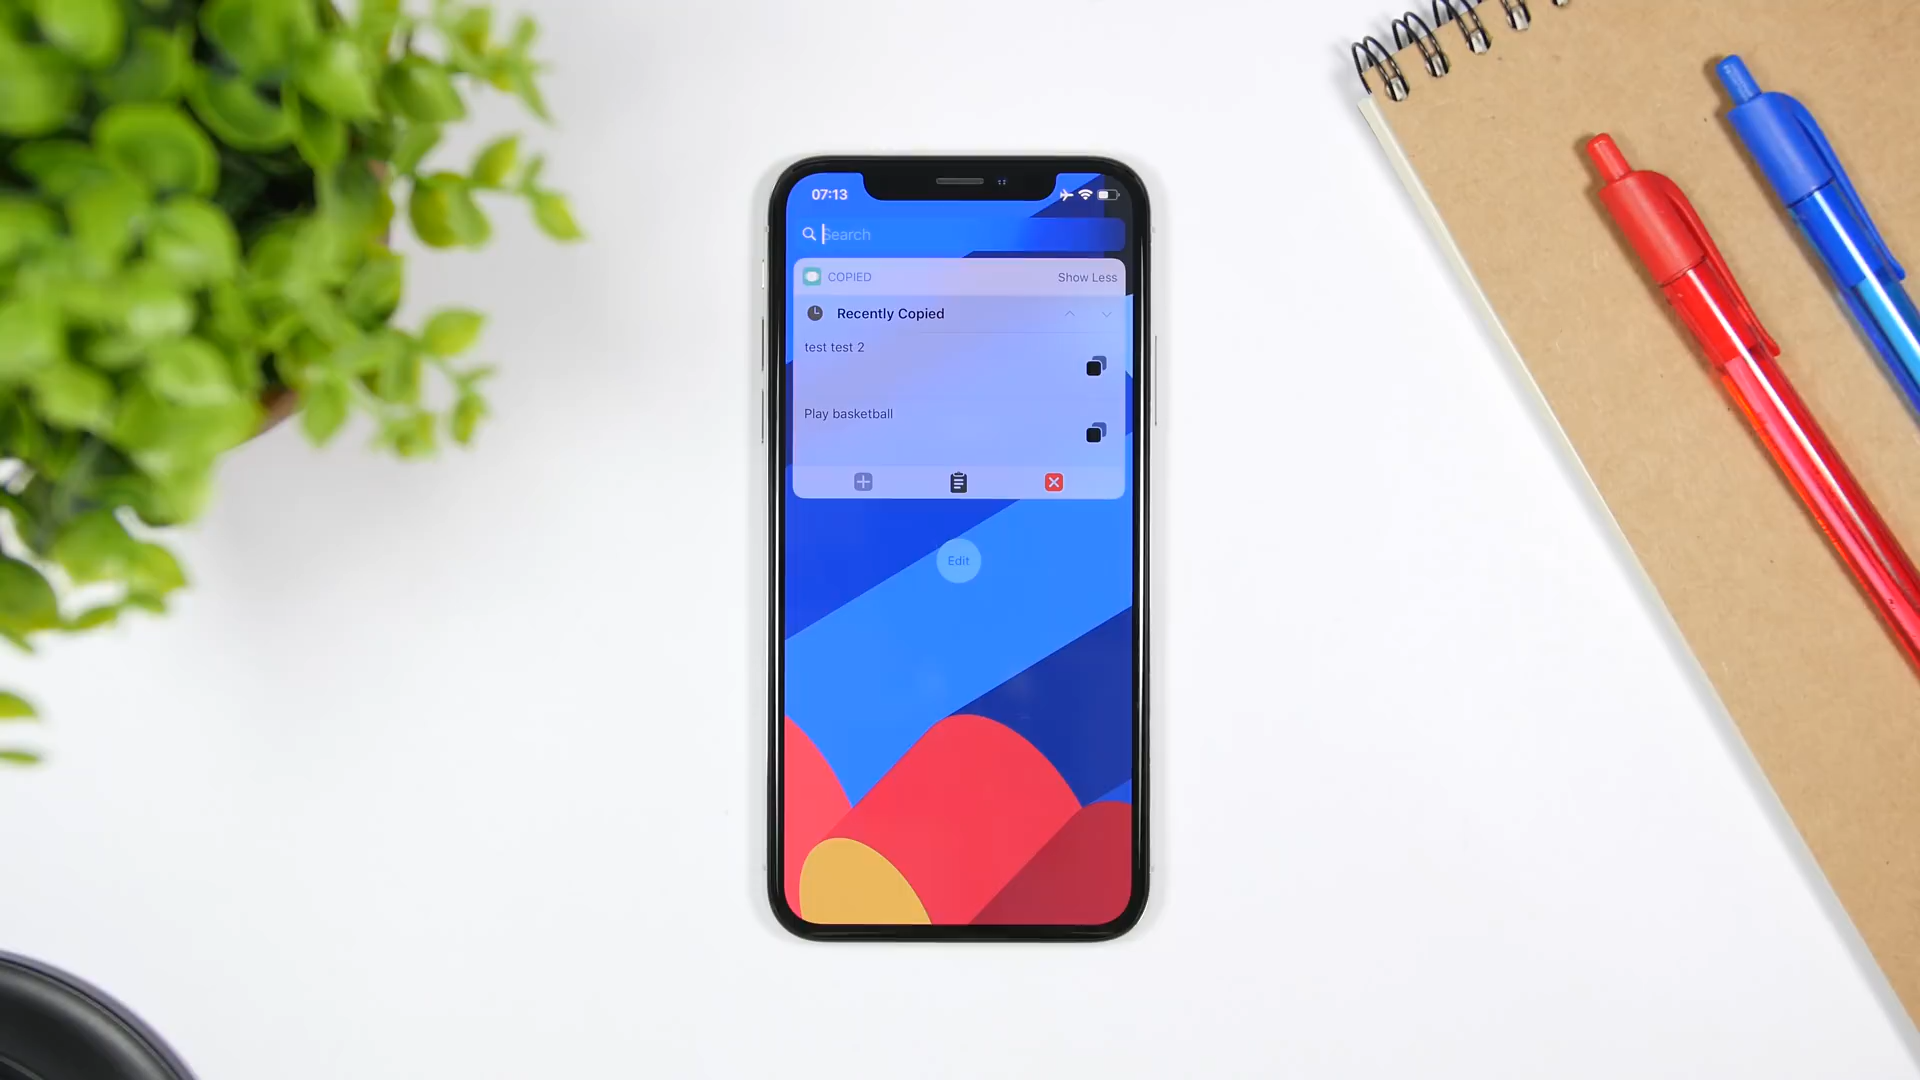 07:13
Search
COPIED
Show Less
Recently Copied
test test 2
Play basketball
Edit